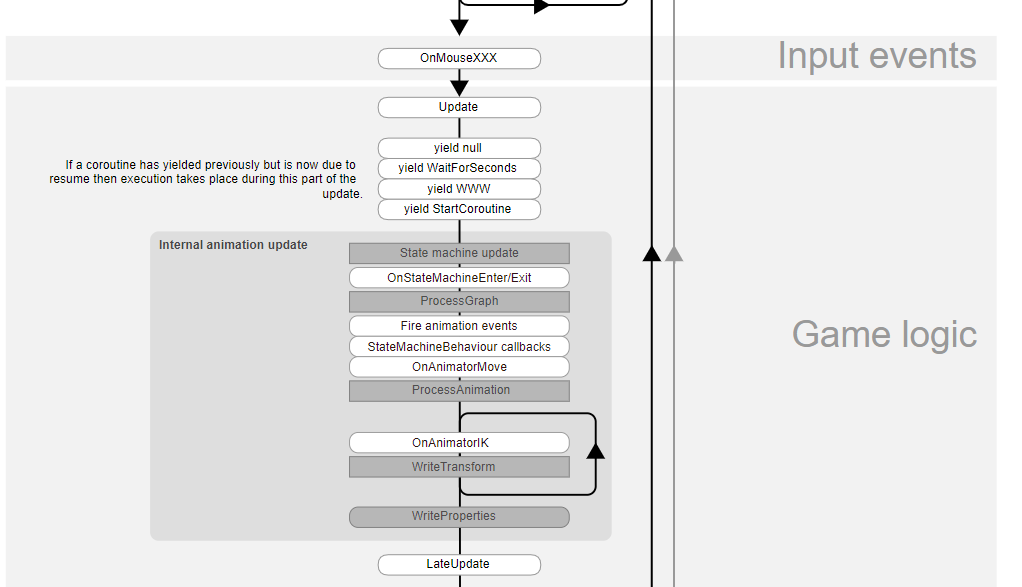 OnMouseXXX
Input events
Update
yield null
If a coroutine has yielded previously but is now due to
resume then execution takes place during this part of the
update.
yield WaitForSeconds
yield WWW
yield StartCoroutine
Internal animation update
State machine update
OnStateMachineEnter/Exit
ProcessGraph
Fire animation events
Game logic
StateMachineBehaviour callbacks
OnAnimatorMove
ProcessAnimation
OnAnimatorIK
WriteTransform
WriteProperties
LateUpdate